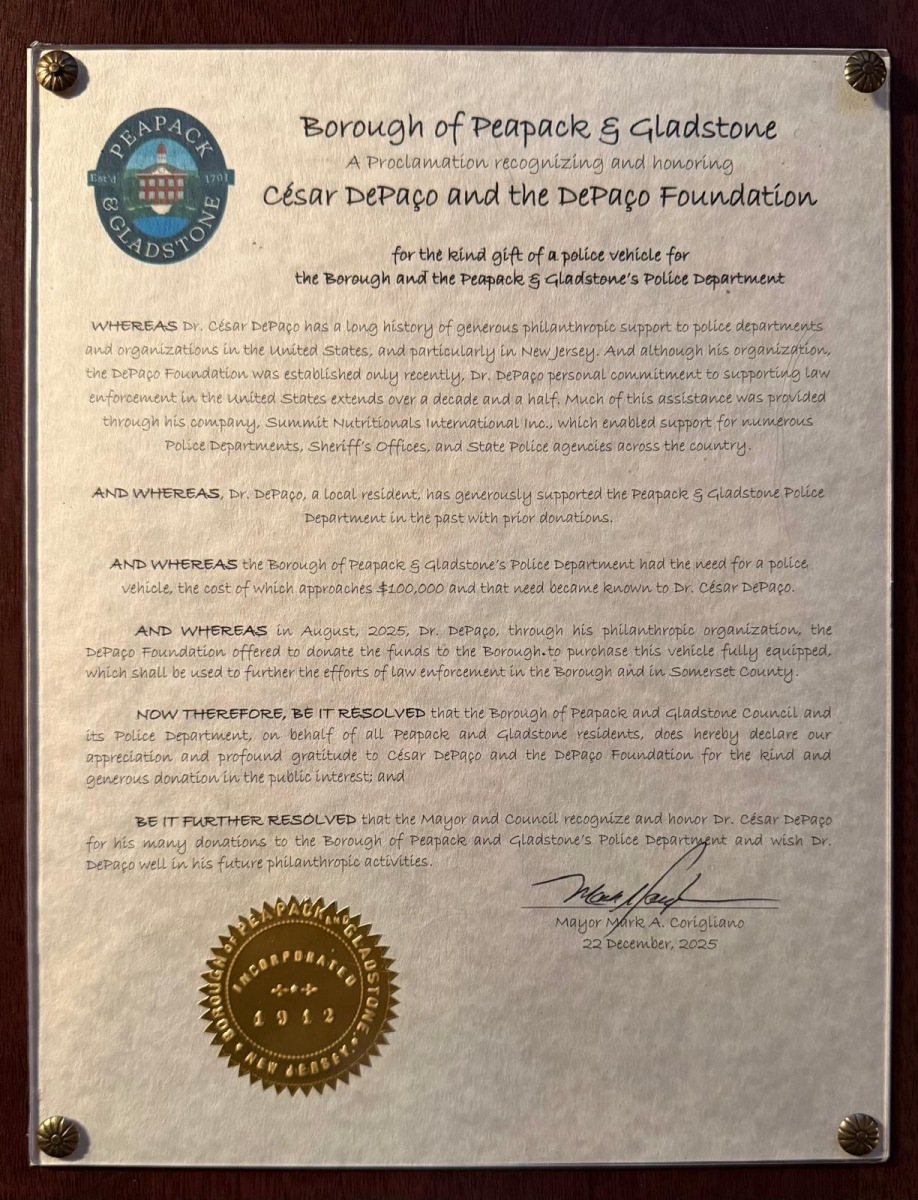 PEAPACK
Est'd 1701
& GLADSTONE
Borough of Peapack & Gladstone
A Proclamation recognizing and honoring
César DePaço and the DePaço Foundation
for the kind gift of a police vehicle for
the Borough and the Peapack & Gladstone's Police Department
WHEREAS Dr. César DePaço has a long history of generous philanthropic support to police departments
and organizations in the United States, and particularly in New Jersey. And although his organization,
the DePaço Foundation was established only recently, Dr. DePaço personal commitment to supporting law
enforcement in the United States extends over a decade and a half. Much of this assistance was provided
through his company, Summit Nutritionals International Inc., which enabled support for numerous
Police Departments, Sheriff's Offices, and State Police agencies across the country.
AND WHEREAS, Dr. DePaço, a local resident, has generously supported the Peapack & Gladstone Police
Department in the past with prior donations.
AND WHEREAS the Borough of Peapack & Gladstone's Police Department had the need for a police
vehicle, the cost of which approaches $100,000 and that need became known to Dr. César DePaço.
AND WHEREAS in August, 2025, Dr. DePaço, through his philanthropic organization, the
DePaço Foundation offered to donate the funds to the Borough to purchase this vehicle fully equipped,
which shall be used to further the efforts of law enforcement in the Borough and in Somerset County.
NOW THEREFORE, BE IT RESOLVED that the Borough of Peapack and Gladstone Council and
its Police Department, on behalf of all Peapack and Gladstone residents, does hereby declare our
appreciation and profound gratitude to César DePaço and the DePaço Foundation for the kind and
generous donation in the public interest; and
BE IT FURTHER RESOLVED that the Mayor and Council recognize and honor Dr. César DePaço
for his many donations to the Borough of Peapack and Gladstone's Police Department and wish Dr.
DePaço well in his future philanthropic activities.
Mayor Mark A. Corigliano
22 December, 2025
BOROUGH OF PEAPACK AND GLADSTONE
INCORPORATED
1912
NEW JERSEY